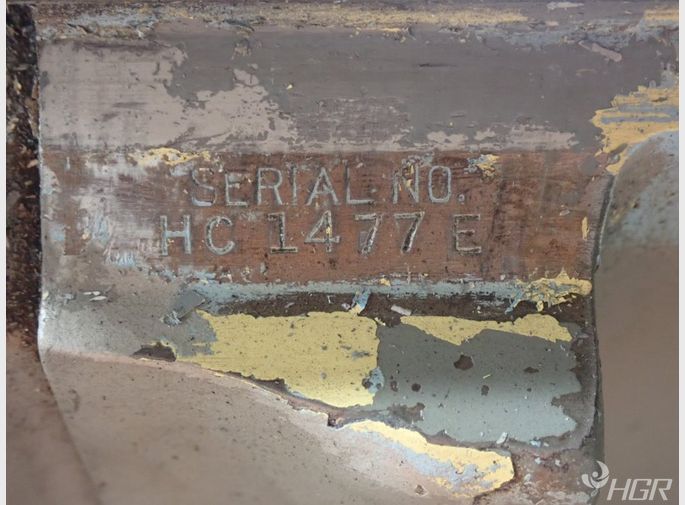 SERIAL NO.
HC 1477 E
HGR